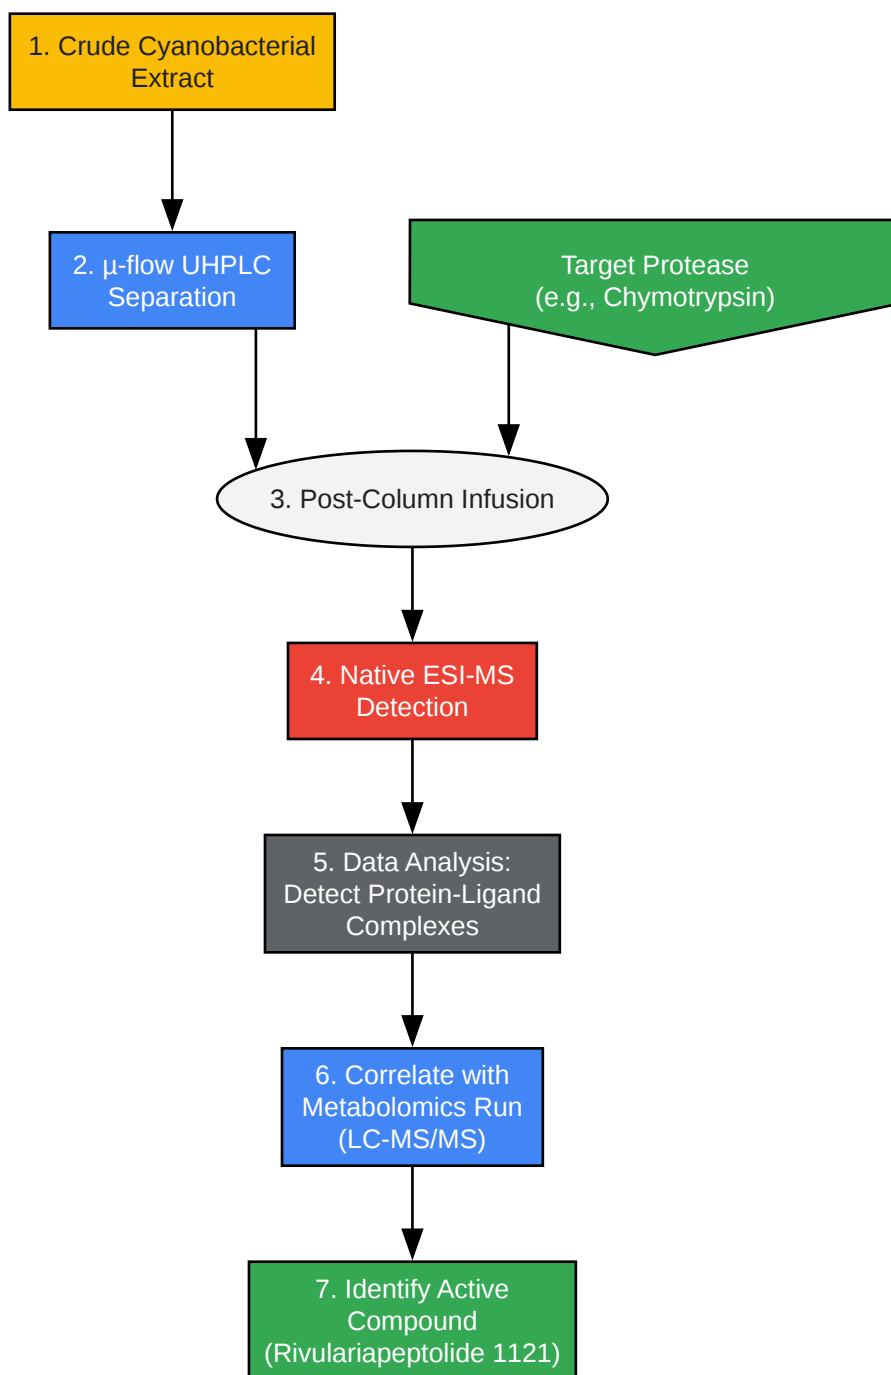 1. Crude Cyanobacterial
Extract
2. µ-flow UHPLC
Separation
Target Protease
(e.g., Chymotrypsin)
3. Post-Column Infusion
4. Native ESI-MS
Detection
5. Data Analysis:
Detect Protein-Ligand
Complexes
6. Correlate with
Metabolomics Run
(LC-MS/MS)
7. Identify Active
Compound
(Rivulariapeptolide 1121)